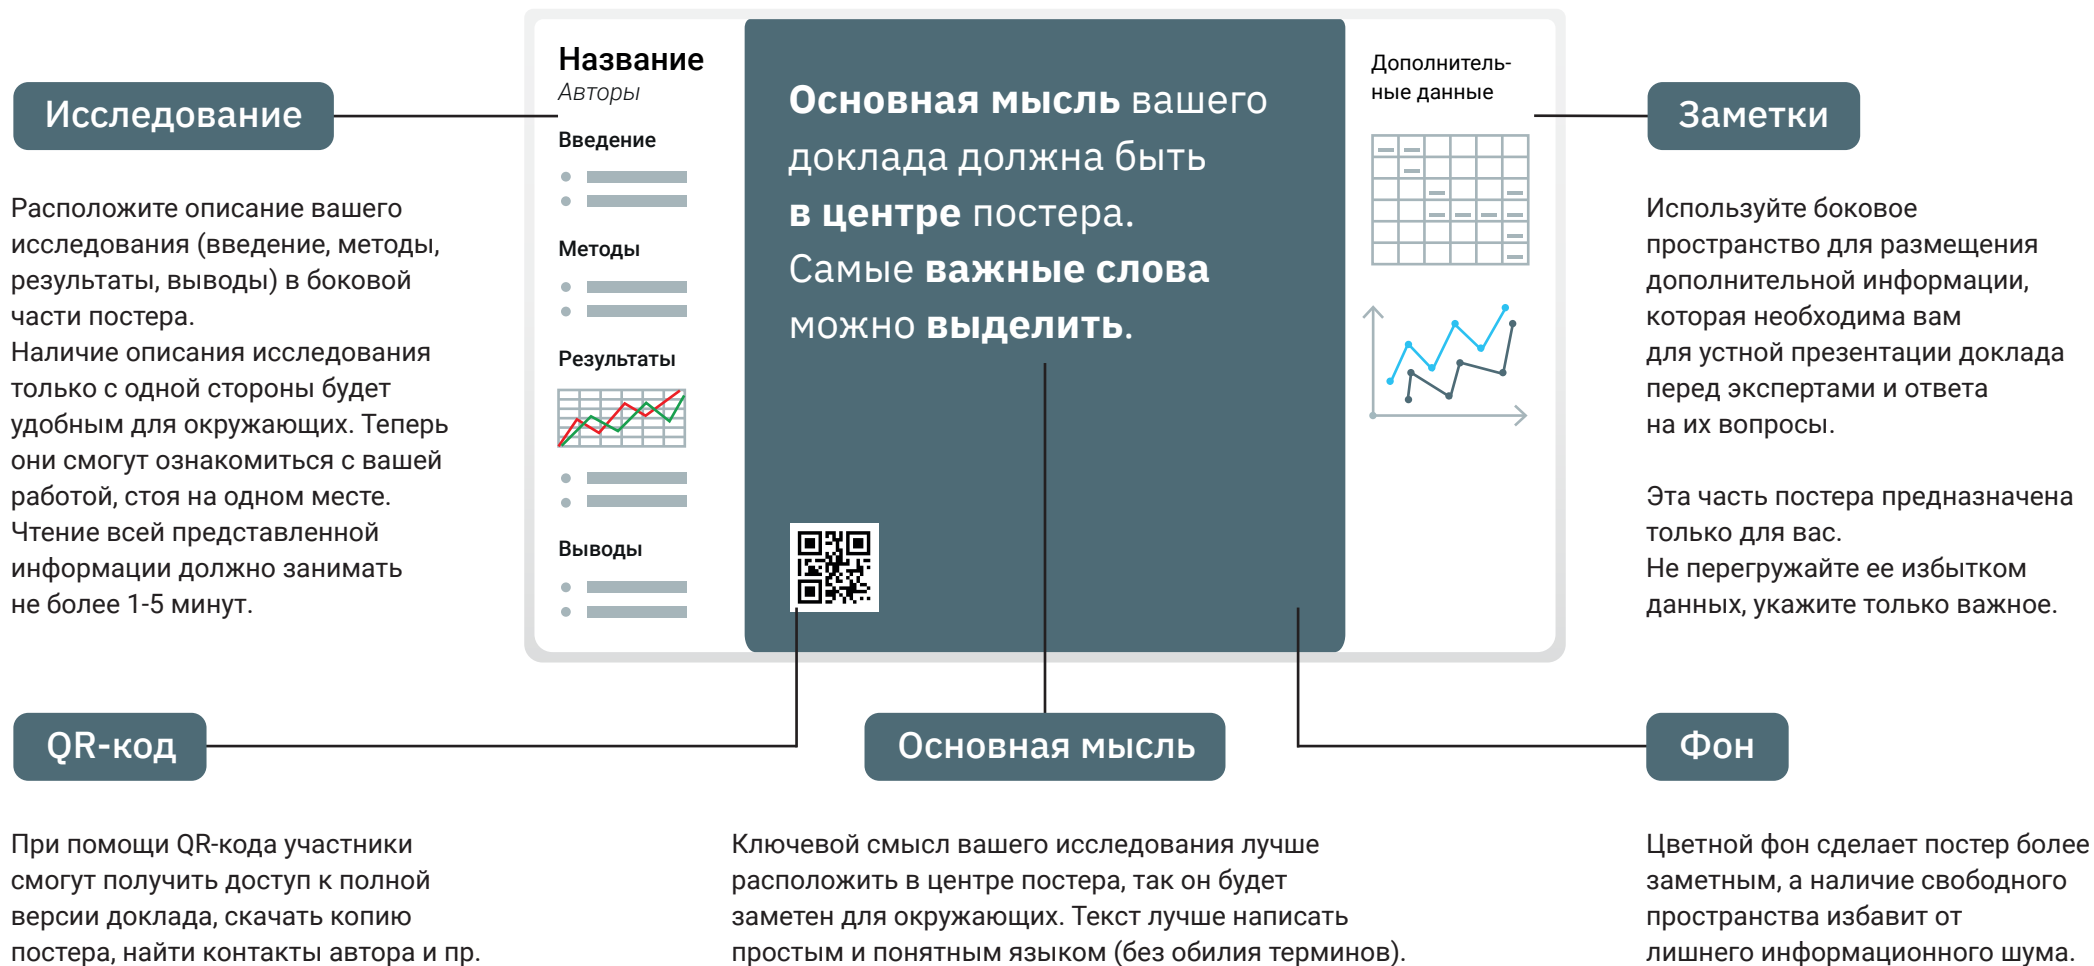 Исследование
Расположите описание вашего
исследования (введение, методы,
результаты, выводы) в боковой
части постера.
Наличие описания исследования
только с одной стороны будет
удобным для окружающих. Теперь
они смогут ознакомиться с вашей
работой, стоя на одном месте.
Чтение всей представленной
информации должно занимать
не более 1-5 минут.
Название
Авторы
Введение
Методы
Результаты
Выводы
Основная мысль вашего
доклада должна быть
в центре постера.
Самые важные слова
можно выделить.
Дополнитель-
ные данные
Заметки
Используйте боковое
пространство для размещения
дополнительной информации,
которая необходима вам
для устной презентации доклада
перед экспертами и ответа
на их вопросы.
Эта часть постера предназначена
только для вас.
Не перегружайте ее избытком
данных, укажите только важное.
QR-код
При помощи QR-кода участники
смогут получить доступ к полной
версии доклада, скачать копию
постера, найти контакты автора и пр.
Основная мысль
Ключевой смысл вашего исследования лучше
расположить в центре постера, так он будет
заметен для окружающих. Текст лучше написать
простым и понятным языком (без обилия терминов).
Фон
Цветной фон сделает постер более
заметным, а наличие свободного
пространства избавит от
лишнего информационного шума.